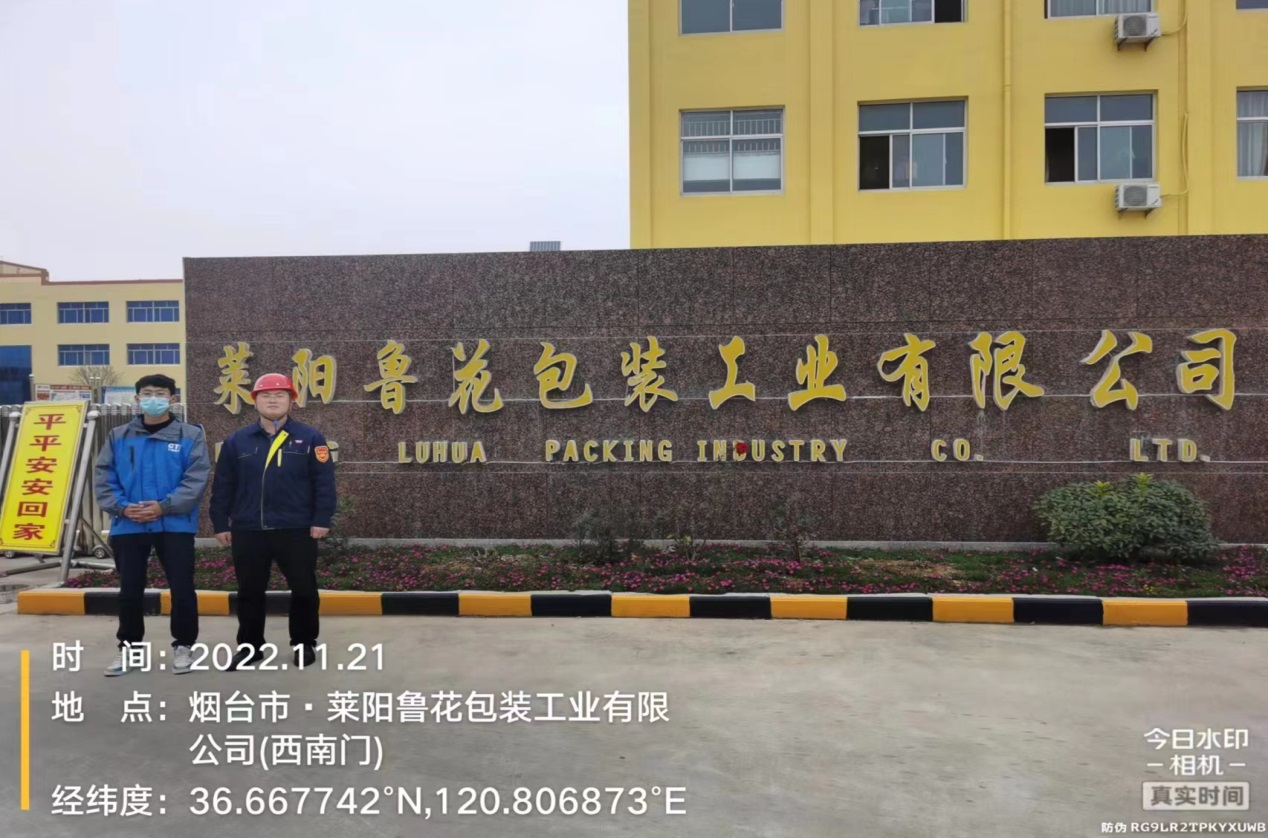 莱阳鲁花包装工业有限公司
LUHUA PACKING INDUSTRY CO. LTD.
平平安安回家
CTI
时 间：2022.11.21
地 点：烟台市·莱阳鲁花包装工业有限
公司(西南门)
经纬度：36.667742°N,120.806873°E
今日水印
相机
真实时间
防伪 RG9LR2TPKYXUWB